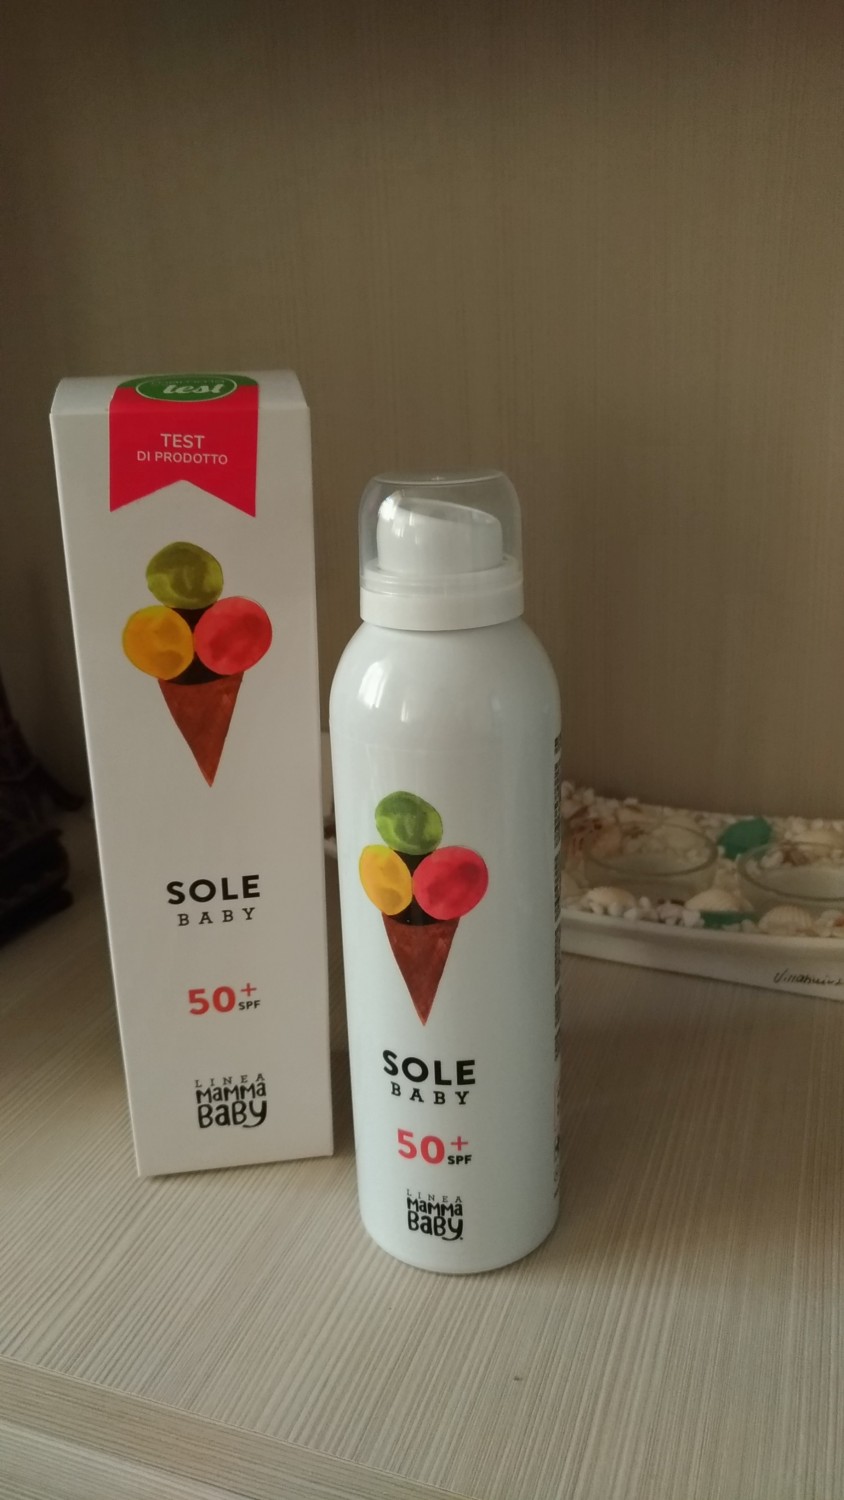 test
TEST
DI PRODOTTO
SOLE
BABY
50+
SPF
LINEA
MAMMA
BABY
SOLE
BABY
50+
SPF
LINEA
MAMMA
BABY